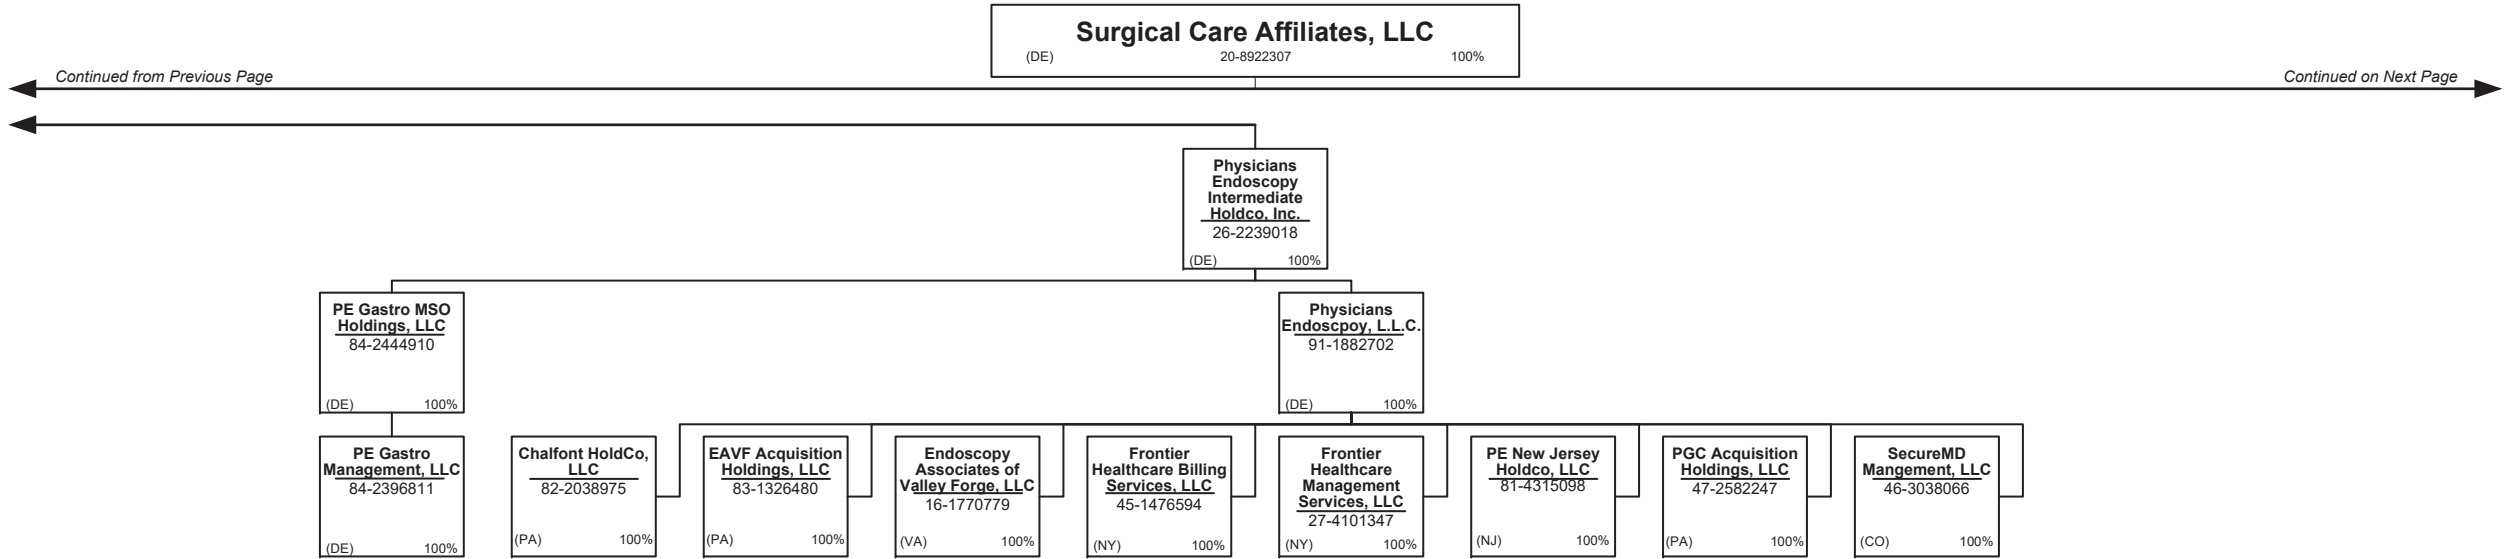 Surgical Care Affiliates, LLC
(DE) 20-8922307 100%
Continued from Previous Page
Continued on Next Page
Physicians
Endoscopy
Intermediate
Holdco, Inc.
26-2239018
(DE) 100%
PE Gastro MSO
Holdings, LLC
84-2444910
(DE) 100%
Physicians
Endoscpoy, L.L.C.
91-1882702
(DE) 100%
PE Gastro
Management, LLC
84-2396811
(DE) 100%
Chalfont HoldCo,
LLC
82-2038975
(PA) 100%
EAVF Acquisition
Holdings, LLC
83-1326480
(PA) 100%
Endoscopy
Associates of
Valley Forge, LLC
16-1770779
(VA) 100%
Frontier
Healthcare Billing
Services, LLC
45-1476594
(NY) 100%
Frontier
Healthcare
Management
Services, LLC
27-4101347
(NY) 100%
PE New Jersey
Holdco, LLC
81-4315098
(NJ) 100%
PGC Acquisition
Holdings, LLC
47-2582247
(PA) 100%
SecureMD
Mangement, LLC
46-3038066
(CO) 100%